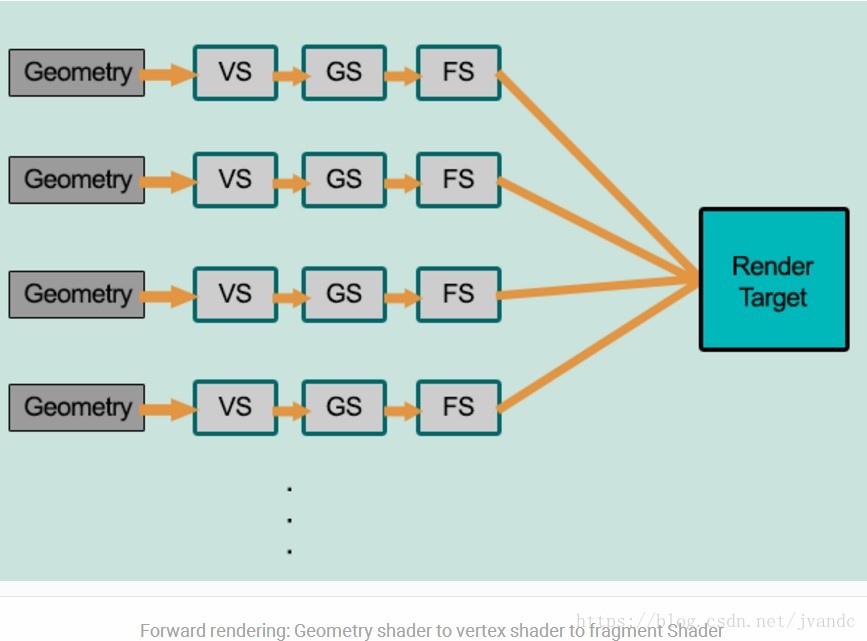 Geometry VS GS FS
Geometry VS GS FS
Render
Target
Geometry VS GS FS
Geometry VS GS FS
https://blog.csdn.net/jvandc
Forward rendering: Geometry shader to vertex shader to fragment Shader